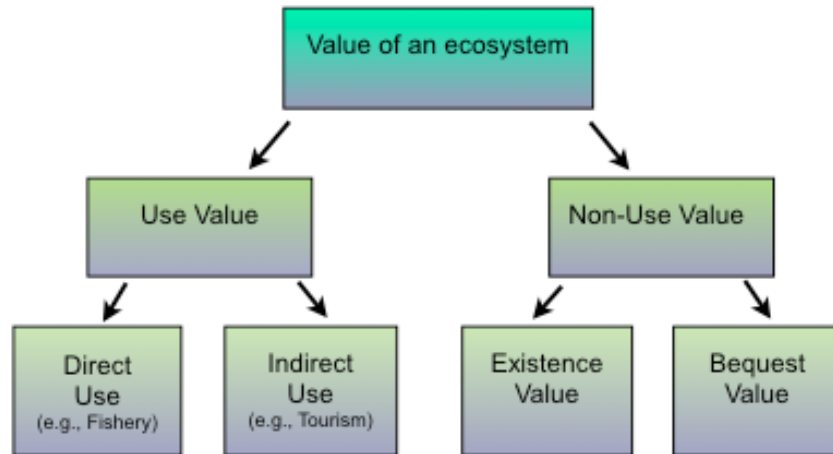 Value of an ecosystem
Use Value
Non-Use Value
Direct
Use
(e.g., Fishery)
Indirect
Use
(e.g., Tourism)
Existence
Value
Bequest
Value